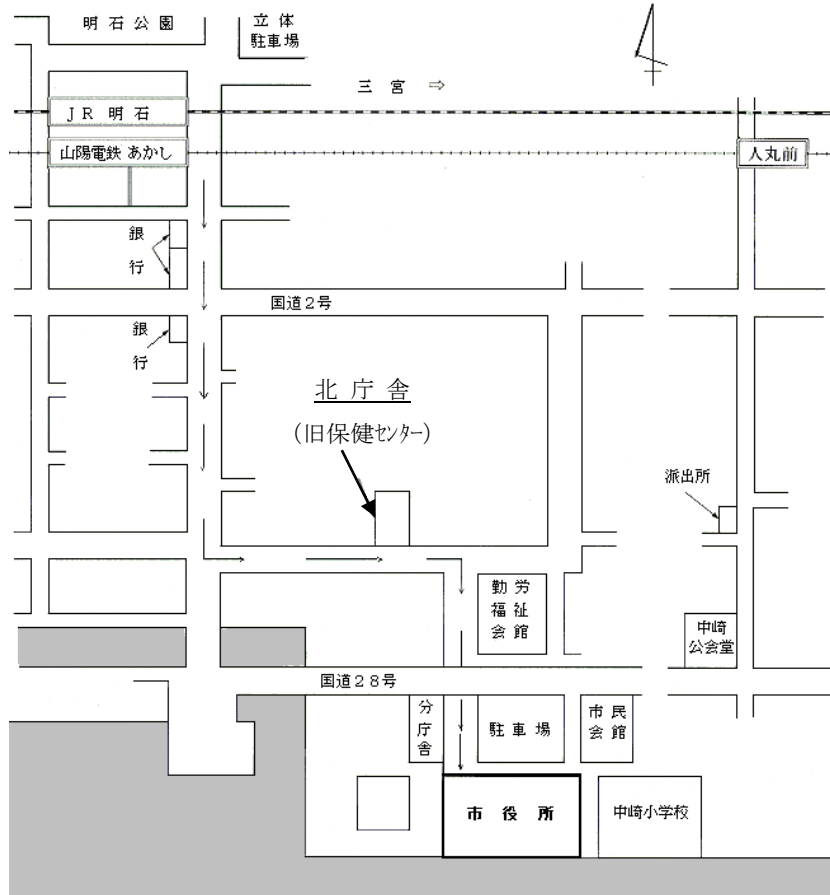 明石公園
立体
駐車場
三宮 ⇒
ＪＲ 明石
山陽電鉄 あかし
人丸前
銀
行
国道２号
銀
行
北庁舎
（旧保健センター）
派出所
勤労
福祉
会館
中崎
公会堂
国道２８号
分
庁
舎
駐車場
市民
会館
市役所
中崎小学校